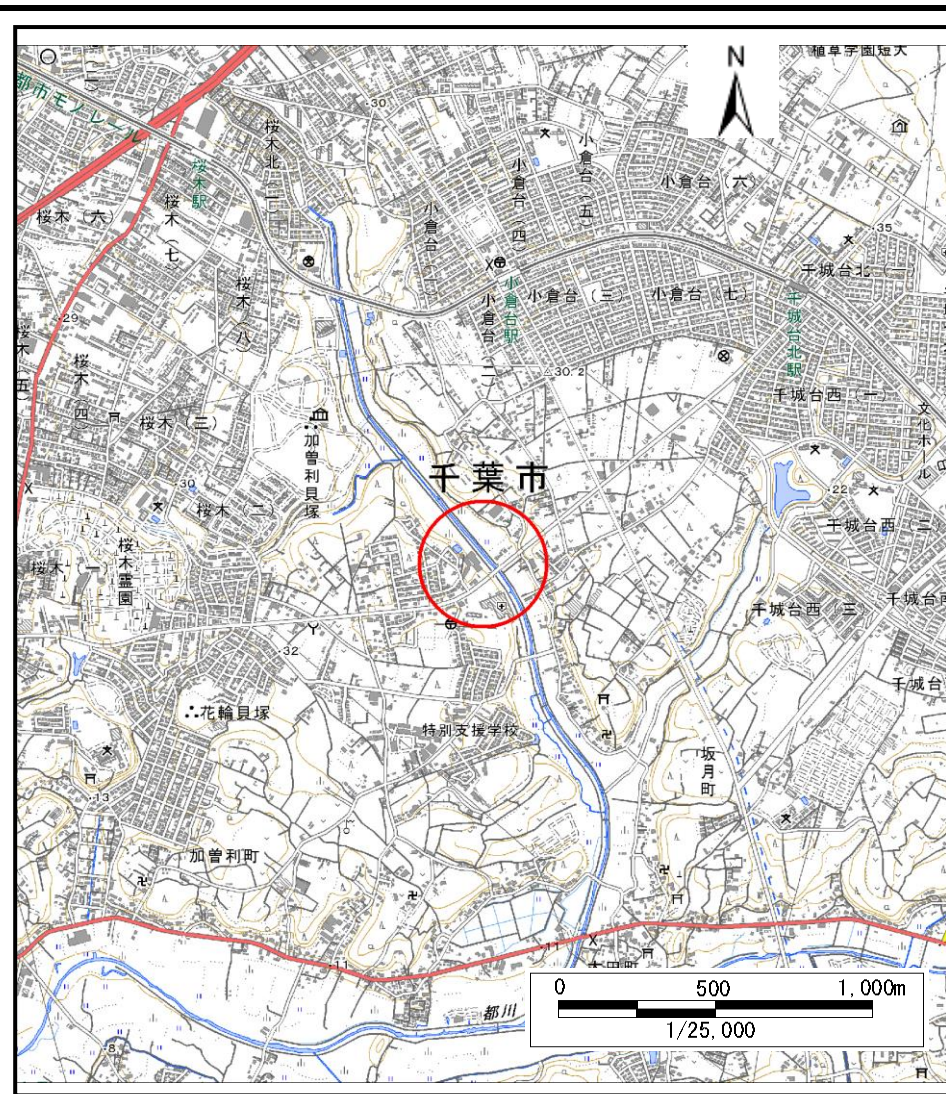 植草学園短大
N
都市モノレール
30
桜木北(一)
桜木駅
桜木(六)
桜木(七)
小倉台(四)
小倉台(五)
小倉台(六)
35
千城台北(一)
小倉台駅
小倉台(三)
小倉台(七)
小倉台(二)
千城台北駅
桜木(八)
29
桜木(五)
桜木(四)
桜木(三)
30.2
千城台西(一)
文化ホール
加曽利貝塚
千葉市
30
桜木(二)
22
千城台西(二)
桜木(一)
桜木霊園
千城台西(三)
32
花輪貝塚
特別支援学校
坂月町
13
加曽利町
11
11
都川
8
0
500
1,000m
1/25,000